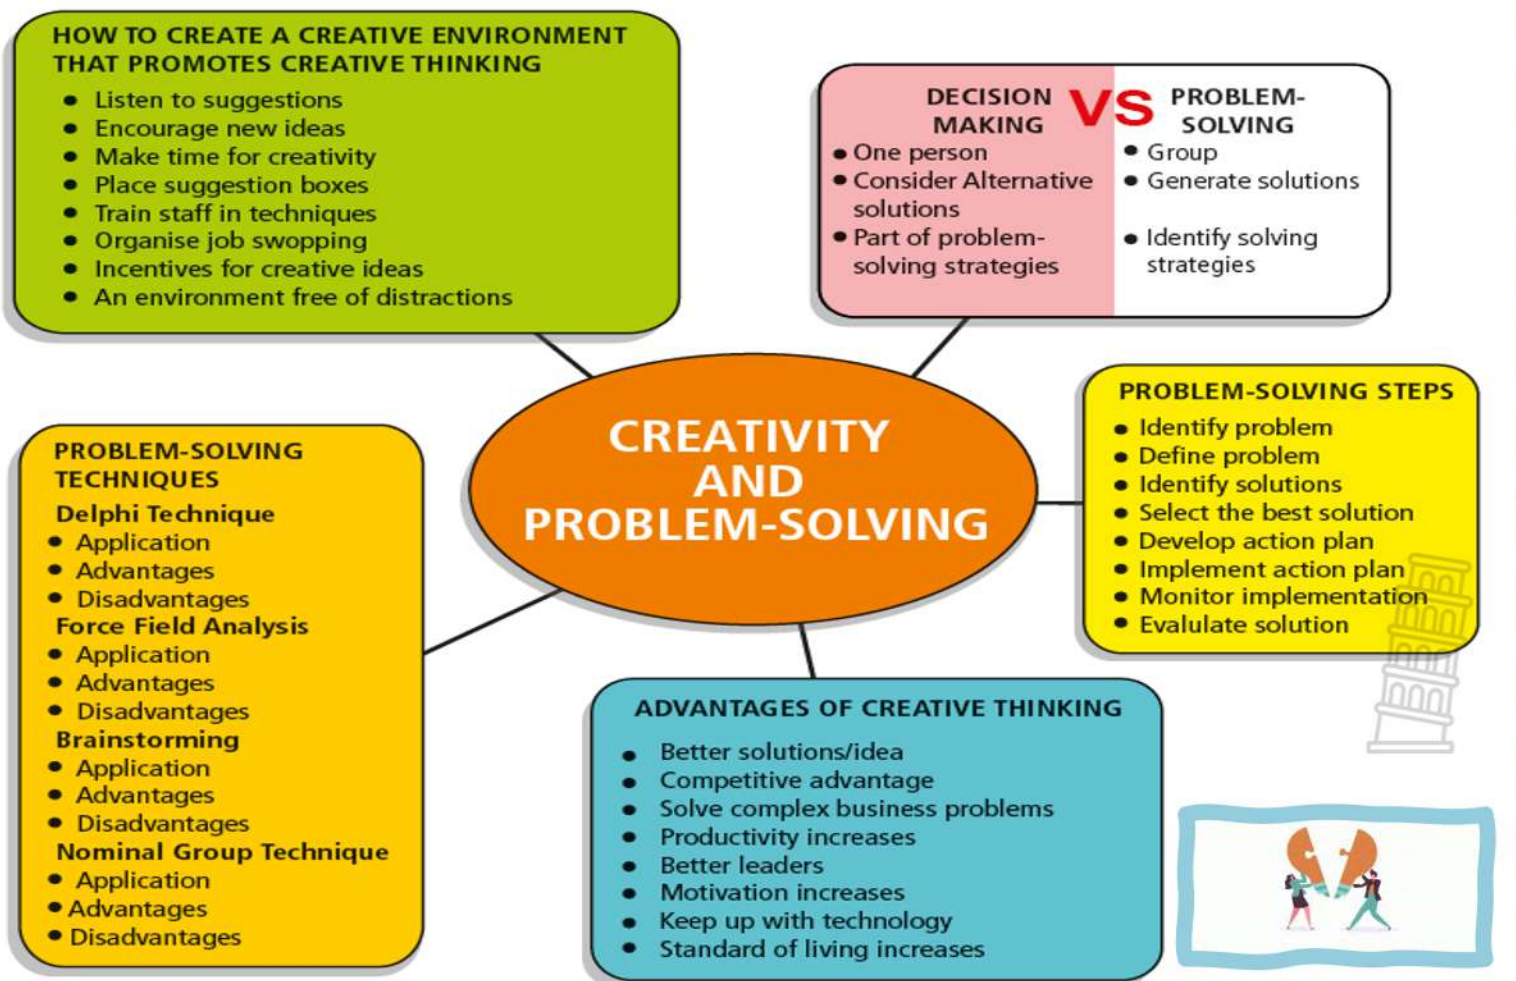 HOW TO CREATE A CREATIVE ENVIRONMENT
THAT PROMOTES CREATIVE THINKING
• Listen to suggestions
• Encourage new ideas
• Make time for creativity
• Place suggestion boxes
• Train staff in techniques
• Organise job swopping
• Incentives for creative ideas
• An environment free of distractions
DECISION
MAKING
• One person
• Consider Alternative
solutions
• Part of problem-
solving strategies
VS
PROBLEM-
SOLVING
• Group
• Generate solutions
• Identify solving
strategies
CREATIVITY
AND
PROBLEM-SOLVING
PROBLEM-SOLVING STEPS
• Identify problem
• Define problem
• Identify solutions
• Select the best solution
• Develop action plan
• Implement action plan
• Monitor implementation
• Evalulate solution
PROBLEM-SOLVING
TECHNIQUES
Delphi Technique
• Application
• Advantages
• Disadvantages
Force Field Analysis
• Application
• Advantages
• Disadvantages
Brainstorming
• Application
• Advantages
• Disadvantages
Nominal Group Technique
• Application
• Advantages
• Disadvantages
ADVANTAGES OF CREATIVE THINKING
• Better solutions/idea
• Competitive advantage
• Solve complex business problems
• Productivity increases
• Better leaders
• Motivation increases
• Keep up with technology
• Standard of living increases